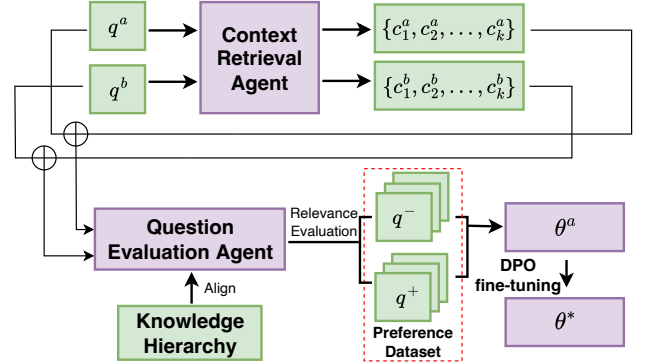 q^a
Context
Retrieval
Agent
{c_1^a, c_2^a, ..., c_k^a}
q^b
{c_1^b, c_2^b, ..., c_k^b}
Question
Evaluation Agent
Relevance
Evaluation
q^-
q^+
Preference
Dataset
θ^a
DPO
fine-tuning
θ^*
Align
Knowledge
Hierarchy